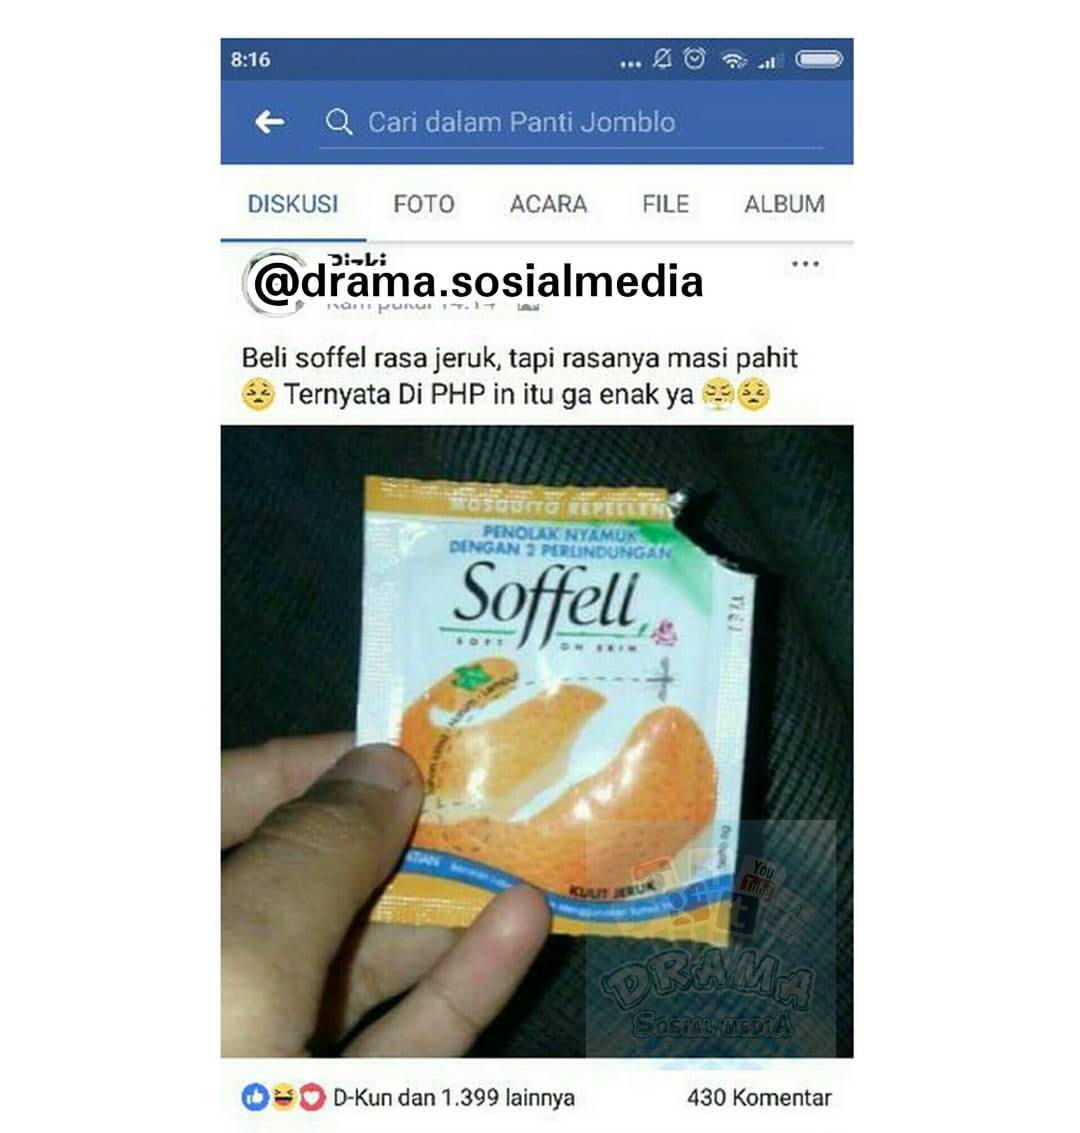 8:16
Cari dalam Panti Jomblo
DISKUSI FOTO ACARA FILE ALBUM
@drama.sosialmedia
Beli soffel rasa jeruk, tapi rasanya masi pahit
😣 Ternyata Di PHP in itu ga enak ya 😤😣
MOSQUITO REPELLEN
PENOLAK NYAMUK
DENGAN 2 PERLINDUNGAN
Soffell
SOFT ON SKIN
KULIT JERUK
You
DRAMA
SOSIAL MEDIA
D-Kun dan 1.399 lainnya 430 Komentar